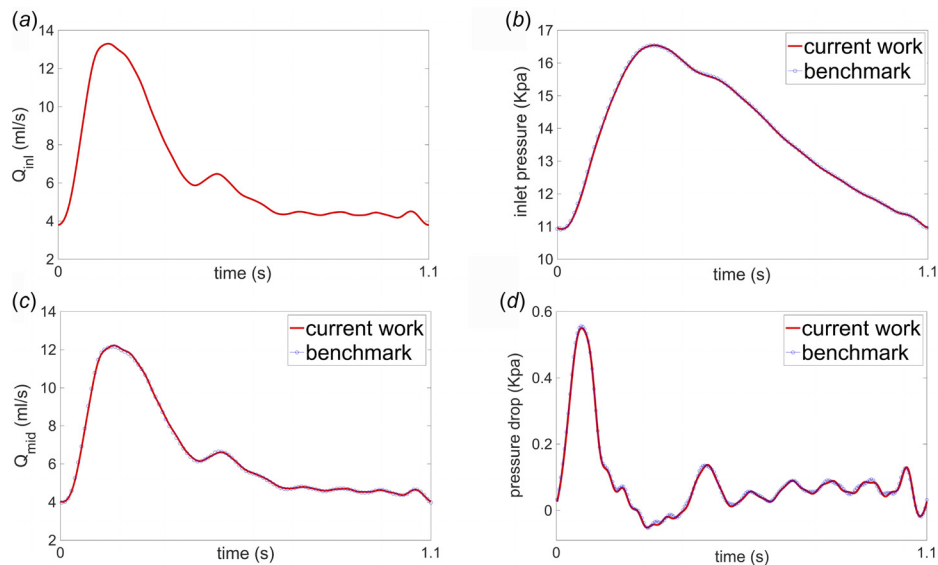 (a)
14
12
10
8
6
4
2
Q_inl (ml/s)
0
time (s)
1.1
(b)
17
16
15
14
13
12
11
10
inlet pressure (Kpa)
current work
benchmark
0
time (s)
1.1
(c)
14
12
10
8
6
4
2
Q_mid (ml/s)
current work
benchmark
0
time (s)
1.1
(d)
0.6
0.4
0.2
0
pressure drop (Kpa)
current work
benchmark
0
time (s)
1.1